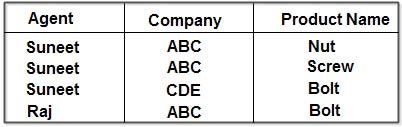 Agent Company Product Name
Suneet ABC Nut
Suneet ABC Screw
Suneet CDE Bolt
Raj ABC Bolt